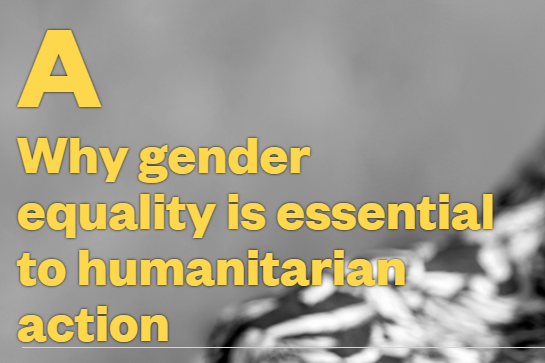 A
Why gender
equality is essential
to humanitarian
action